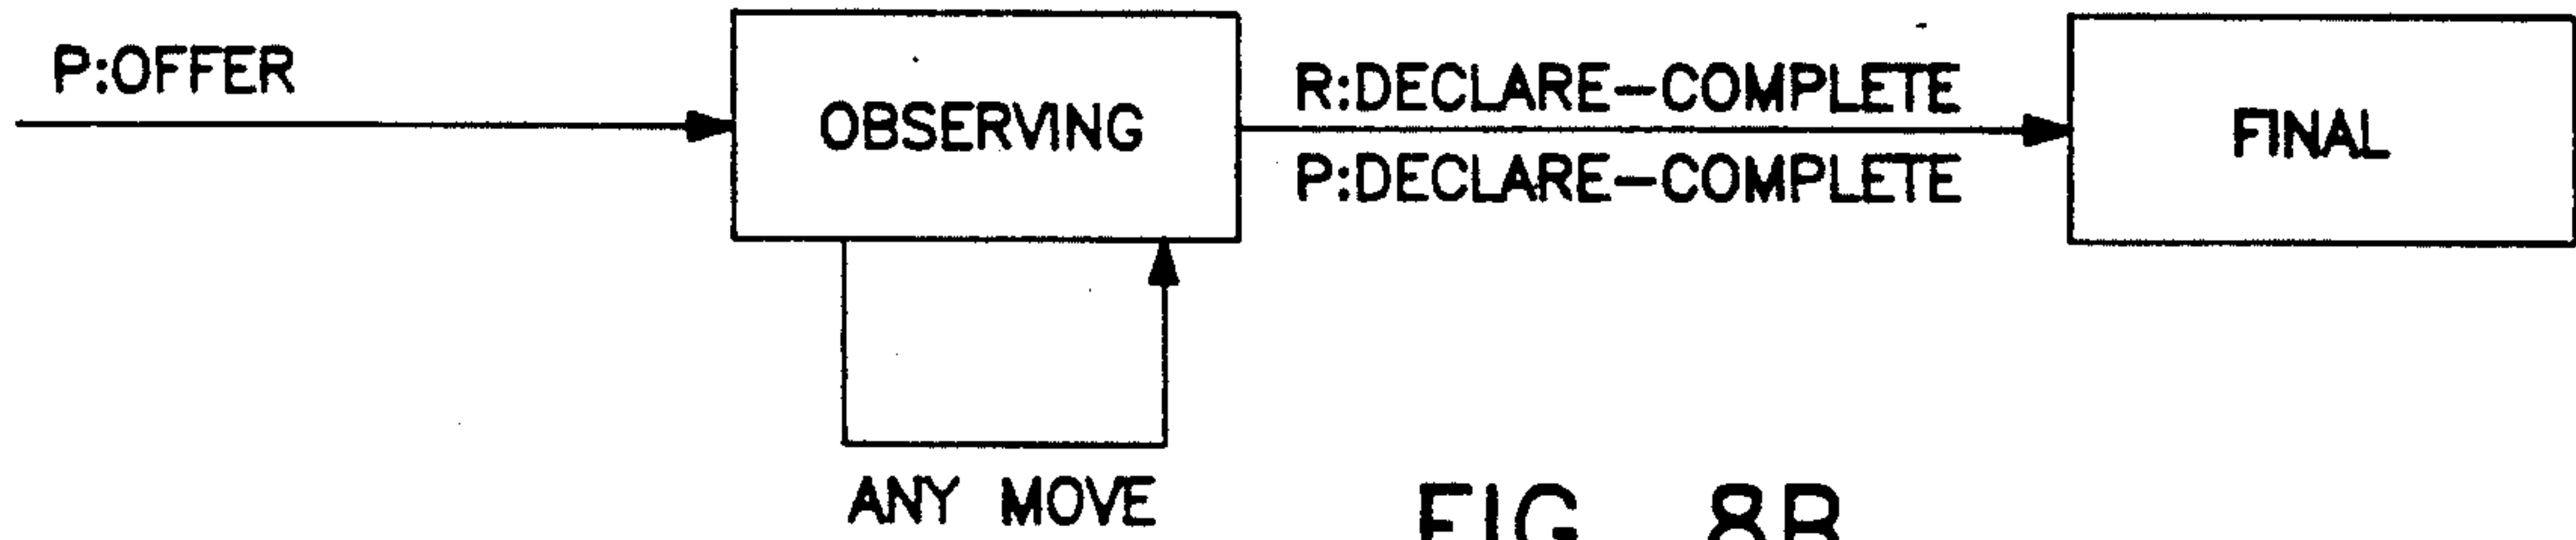 P:OFFER
OBSERVING
R:DECLARE-COMPLETE
P:DECLARE-COMPLETE
FINAL
ANY MOVE
FIG. 8B